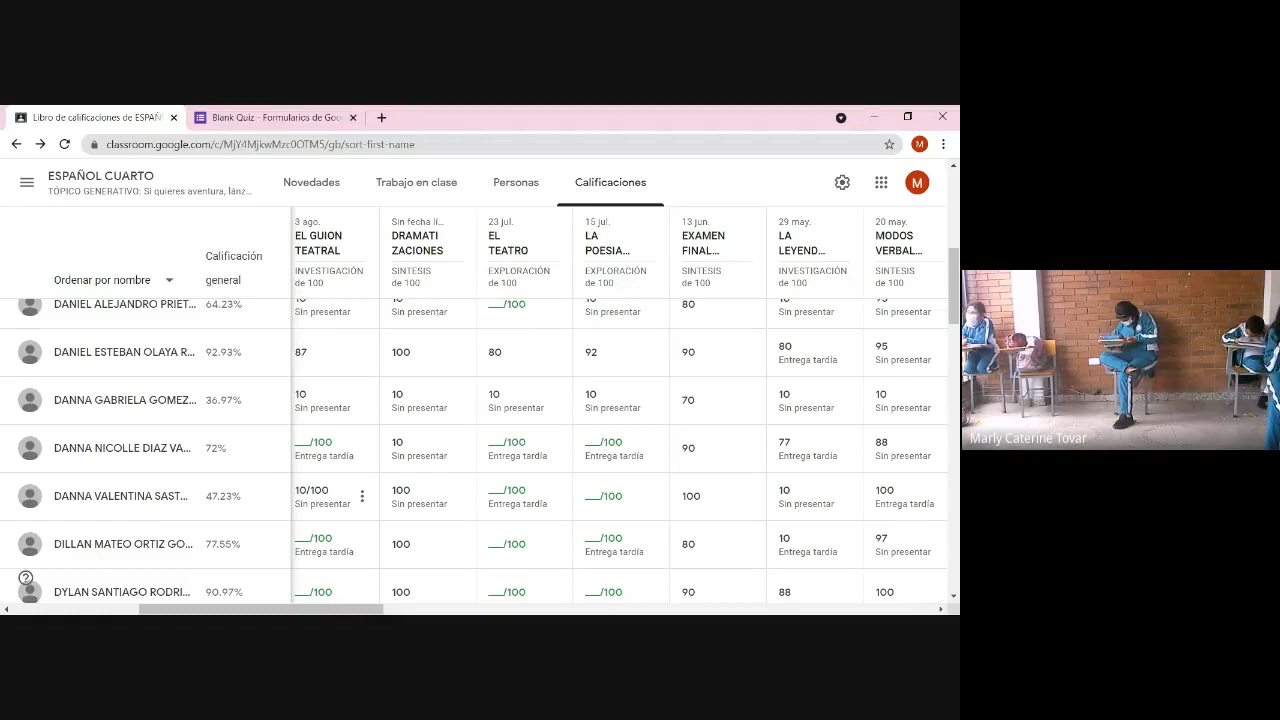 Libro de calificaciones de ESPAÑ
Blank Quiz - Formularios de Goo
classroom.google.com/c/MjY4MjkwMzc0OTM5/gb/sort-first-name
M
ESPAÑOL CUARTO
TÓPICO GENERATIVO: Si quieres aventura, lánz...
Novedades
Trabajo en clase
Personas
Calificaciones
M
Ordenar por nombre
Calificación
general
3 ago.
EL GUION
TEATRAL
INVESTIGACIÓN
de 100
Sin fecha lí...
DRAMATI
ZACIONES
SINTESIS
de 100
23 jul.
EL
TEATRO
EXPLORACIÓN
de 100
15 jul.
LA
POESIA...
EXPLORACIÓN
de 100
13 jun.
EXAMEN
FINAL...
SINTESIS
de 100
29 may.
LA
LEYEND...
INVESTIGACIÓN
de 100
20 may.
MODOS
VERBAL...
SINTESIS
de 100
DANIEL ALEJANDRO PRIET... 64.23%
10 10 __/100 10 80 10 95
Sin presentar Sin presentar Sin presentar Sin presentar Sin presentar
DANIEL ESTEBAN OLAYA R... 92.93% 87 100 80 92 90 80 95
Entrega tardía Sin presentar
DANNA GABRIELA GOMEZ... 36.97% 10 10 10 10 70 10 10
Sin presentar Sin presentar Sin presentar Sin presentar Sin presentar Sin presentar
DANNA NICOLLE DIAZ VA... 72% __/100 10 __/100 __/100 90 77 88
Entrega tardía Sin presentar Entrega tardía Entrega tardía Entrega tardía Sin presentar
DANNA VALENTINA SAST... 47.23% 10/100 100 __/100 __/100 100 10 100
Sin presentar Sin presentar Entrega tardía Sin presentar Entrega tardía
DILLAN MATEO ORTIZ GO... 77.55% __/100 100 __/100 __/100 80 10 97
Entrega tardía Entrega tardía Entrega tardía Sin presentar
DYLAN SANTIAGO RODRI... 90.97% __/100 100 __/100 __/100 90 88 100
Marly Caterine Tovar